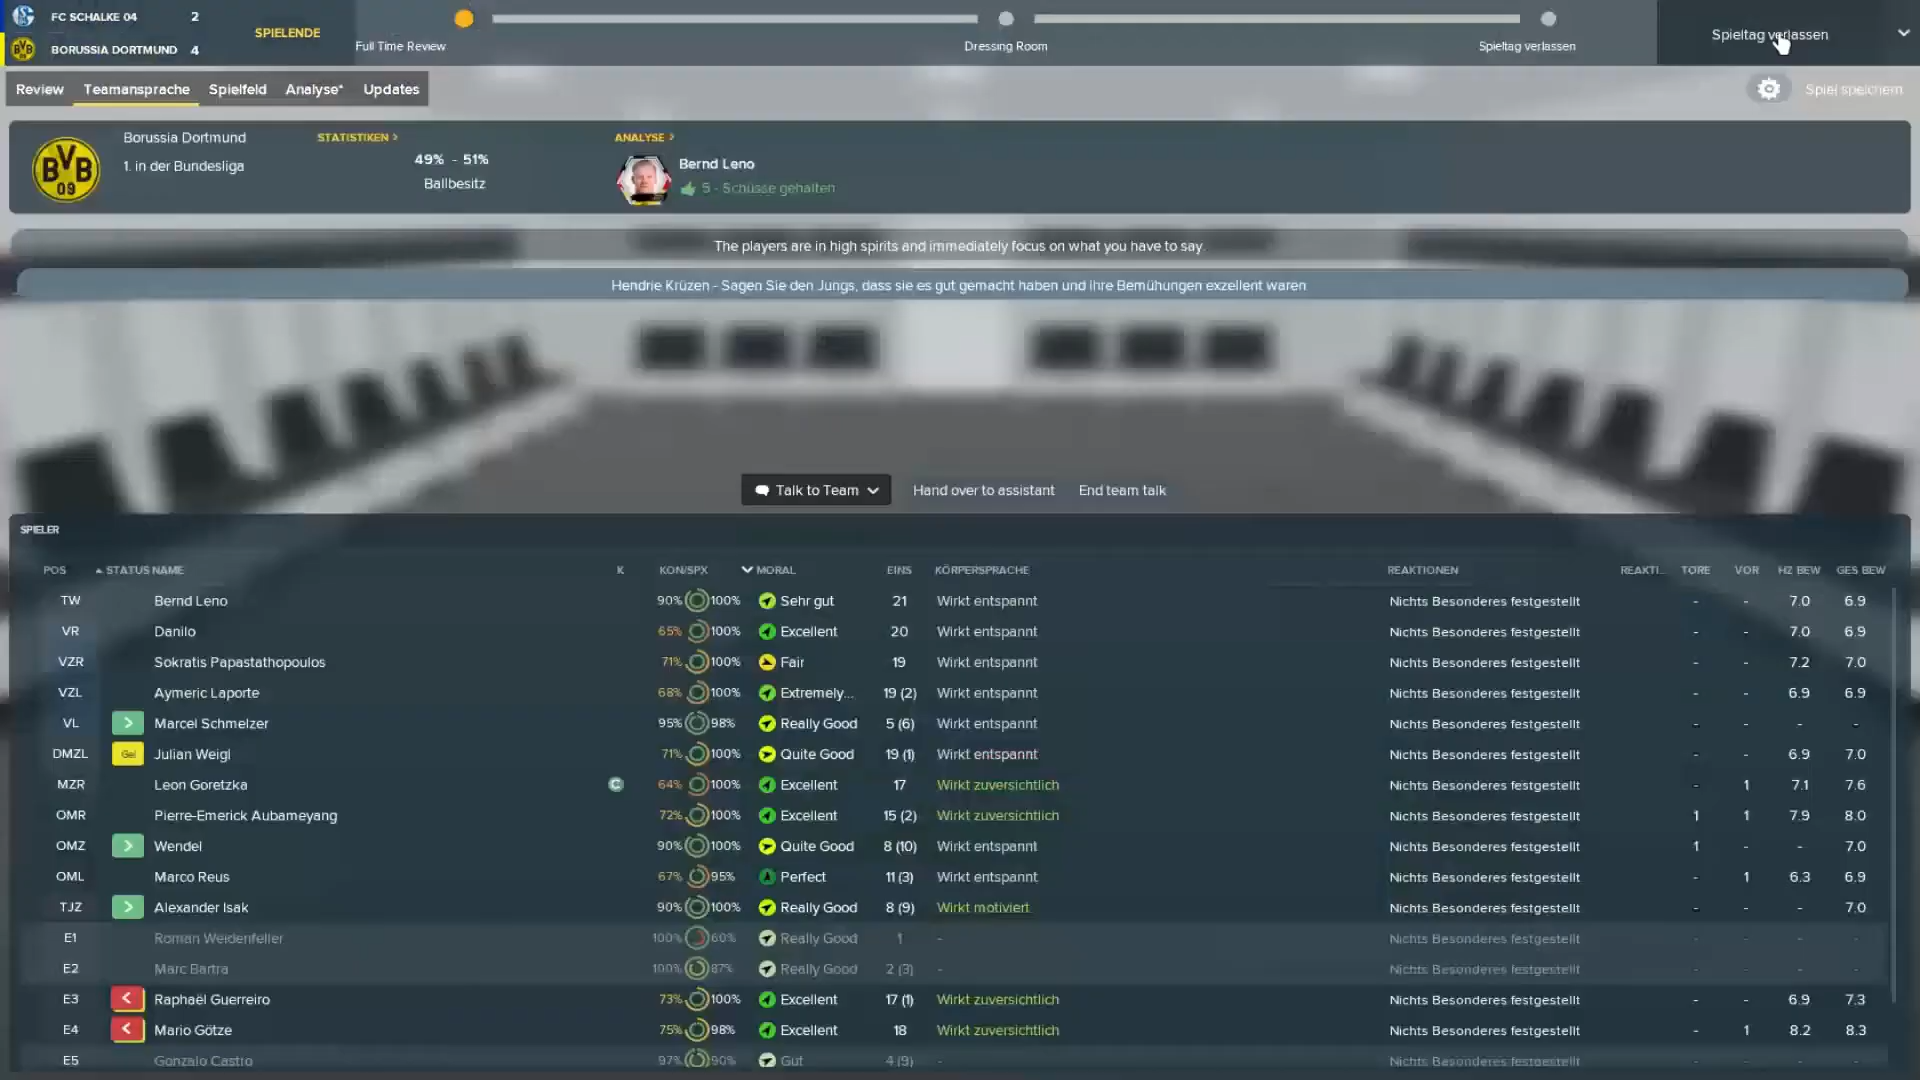 FC SCHALKE 04 2
BORUSSIA DORTMUND 4
SPIELENDE
Full Time Review
Dressing Room
Spieltag verlassen
Spieltag verlassen
Review Teamansprache Spielfeld Analyse* Updates
Spiel speichern
BVB 09
Borussia Dortmund
1. in der Bundesliga
STATISTIKEN >
49% - 51%
Ballbesitz
ANALYSE >
Bernd Leno
5 - Schüsse gehalten
The players are in high spirits and immediately focus on what you have to say.
Hendrie Krüzen - Sagen Sie den Jungs, dass sie es gut gemacht haben und ihre Bemühungen exzellent waren
Talk to Team Hand over to assistant End team talk
SPIELER
POS STATUS NAME K KON/SPX MORAL EINS KÖRPERSPRACHE REAKTIONEN REAKTI... TORE VOR HZ BEW GES BEW
TW Bernd Leno 90% 100% Sehr gut 21 Wirkt entspannt Nichts Besonderes festgestellt - - 7.0 6.9
VR Danilo 65% 100% Excellent 20 Wirkt entspannt Nichts Besonderes festgestellt - - 7.0 6.9
VZR Sokratis Papastathopoulos 71% 100% Fair 19 Wirkt entspannt Nichts Besonderes festgestellt - - 7.2 7.0
VZL Aymeric Laporte 68% 100% Extremely... 19 (2) Wirkt entspannt Nichts Besonderes festgestellt - - 6.9 6.9
VL Marcel Schmelzer 95% 98% Really Good 5 (6) Wirkt entspannt Nichts Besonderes festgestellt - - - -
DMZL Gel Julian Weigl 71% 100% Quite Good 19 (1) Wirkt entspannt Nichts Besonderes festgestellt - - 6.9 7.0
MZR Leon Goretzka C 64% 100% Excellent 17 Wirkt zuversichtlich Nichts Besonderes festgestellt - 1 7.1 7.6
OMR Pierre-Emerick Aubameyang 72% 100% Excellent 15 (2) Wirkt zuversichtlich Nichts Besonderes festgestellt 1 1 7.9 8.0
OMZ Wendel 90% 100% Quite Good 8 (10) Wirkt entspannt Nichts Besonderes festgestellt 1 - - 7.0
OML Marco Reus 67% 95% Perfect 11 (3) Wirkt entspannt Nichts Besonderes festgestellt - 1 6.3 6.9
TJZ Alexander Isak 90% 100% Really Good 8 (9) Wirkt motiviert Nichts Besonderes festgestellt - - - 7.0
E1 Roman Weidenfeller 100% 60% Really Good 1 - Nichts Besonderes festgestellt - - - -
E2 Marc Bartra 100% 87% Really Good 2 (3) - Nichts Besonderes festgestellt - - - -
E3 Raphaël Guerreiro 73% 100% Excellent 17 (1) Wirkt zuversichtlich Nichts Besonderes festgestellt - - 6.9 7.3
E4 Mario Götze 75% 98% Excellent 18 Wirkt zuversichtlich Nichts Besonderes festgestellt - 1 8.2 8.3
E5 Gonzalo Castro 97% 90% Gut 4 (9) - Nichts Besonderes festgestellt - - - -